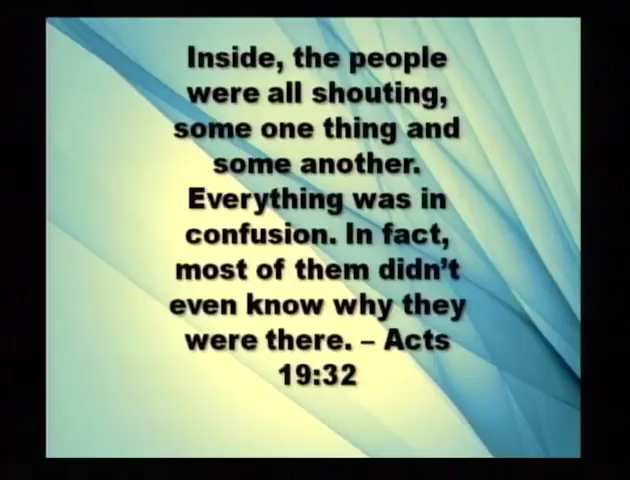 Inside, the people
were all shouting,
some one thing and
some another.
Everything was in
confusion. In fact,
most of them didn't
even know why they
were there. – Acts
19:32